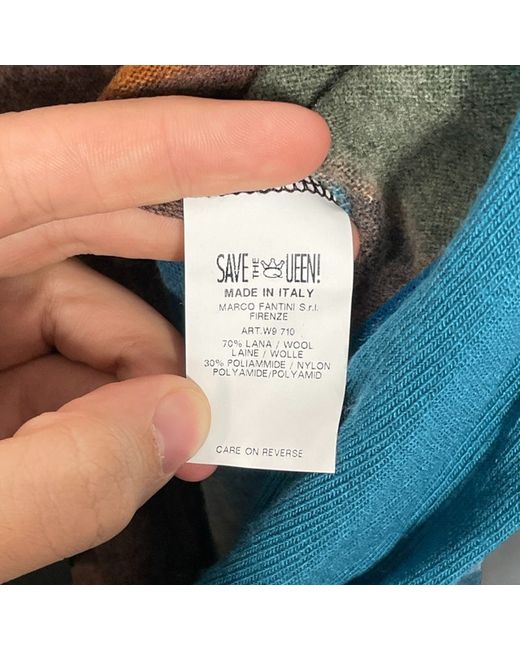 SAVE THE QUEEN!
MADE IN ITALY
MARCO FANTINI S.r.l.
FIRENZE
ART.W9 710
70% LANA / WOOL
LAINE / WOLLE
30% POLIAMMIDE / NYLON
POLYAMIDE/POLYAMID
CARE ON REVERSE